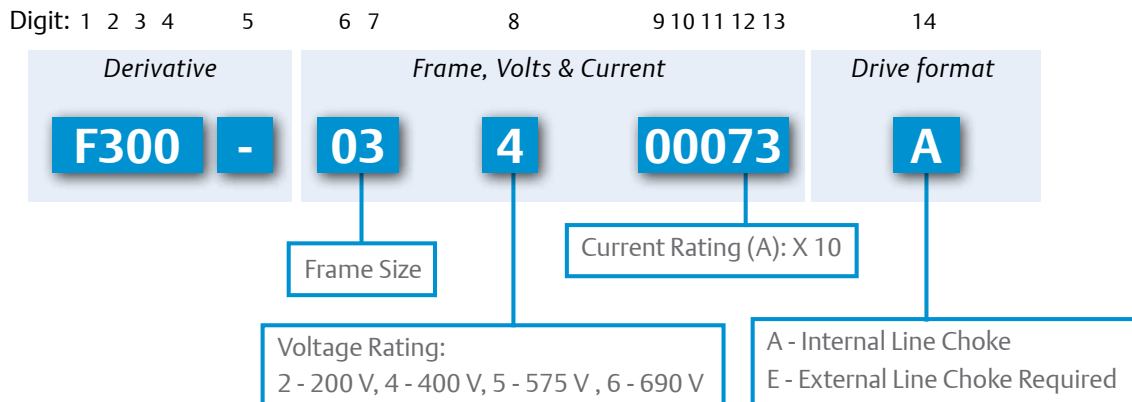 Digit: 1 2 3 4 5 6 7 8 9 10 11 12 13 14
Derivative Frame, Volts & Current Drive format
F300 - 03 4 00073 A
Frame Size
Current Rating (A): X 10
Voltage Rating:
2 - 200 V, 4 - 400 V, 5 - 575 V , 6 - 690 V
A - Internal Line Choke
E - External Line Choke Required